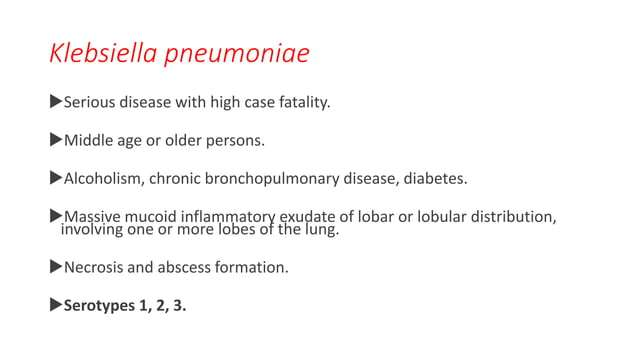 Klebsiella pneumoniae
▶Serious disease with high case fatality.
▶Middle age or older persons.
▶Alcoholism, chronic bronchopulmonary disease, diabetes.
▶Massive mucoid inflammatory exudate of lobar or lobular distribution,
involving one or more lobes of the lung.
▶Necrosis and abscess formation.
▶Serotypes 1, 2, 3.